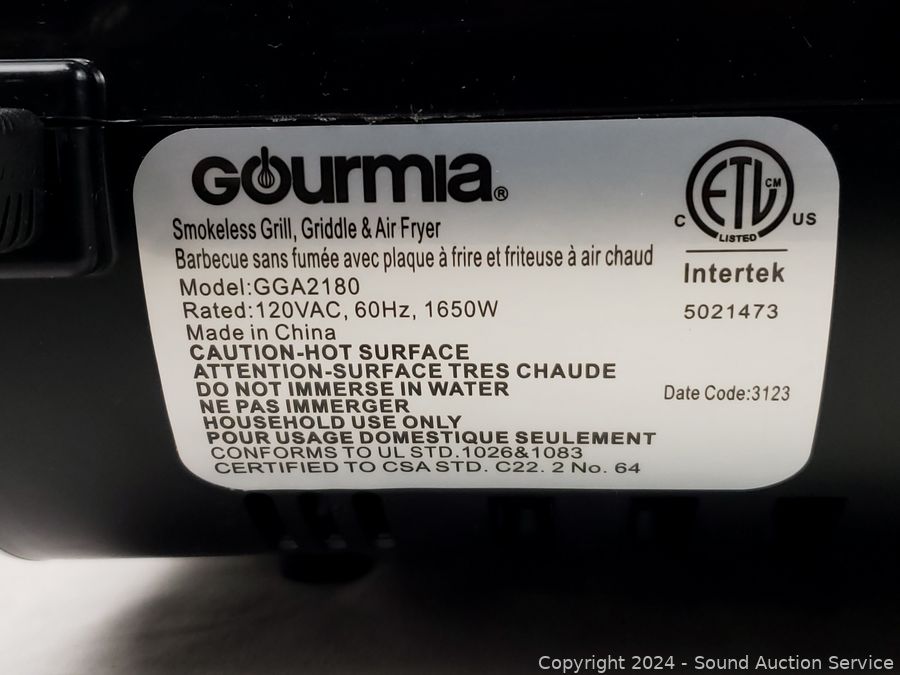 GOURMIA®
Smokeless Grill, Griddle & Air Fryer
Barbecue sans fumée avec plaque à frire et friteuse à air chaud
Model:GGA2180
Rated:120VAC, 60Hz, 1650W
Made in China
CAUTION-HOT SURFACE
ATTENTION-SURFACE TRES CHAUDE
DO NOT IMMERSE IN WATER
NE PAS IMMERGER
HOUSEHOLD USE ONLY
POUR USAGE DOMESTIQUE SEULEMENT
CONFORMS TO UL STD.1026&1083
CERTIFIED TO CSA STD. C22. 2 No. 64
ETL CM
C LISTED US
Intertek
5021473
Date Code:3123
Copyright 2024 - Sound Auction Service